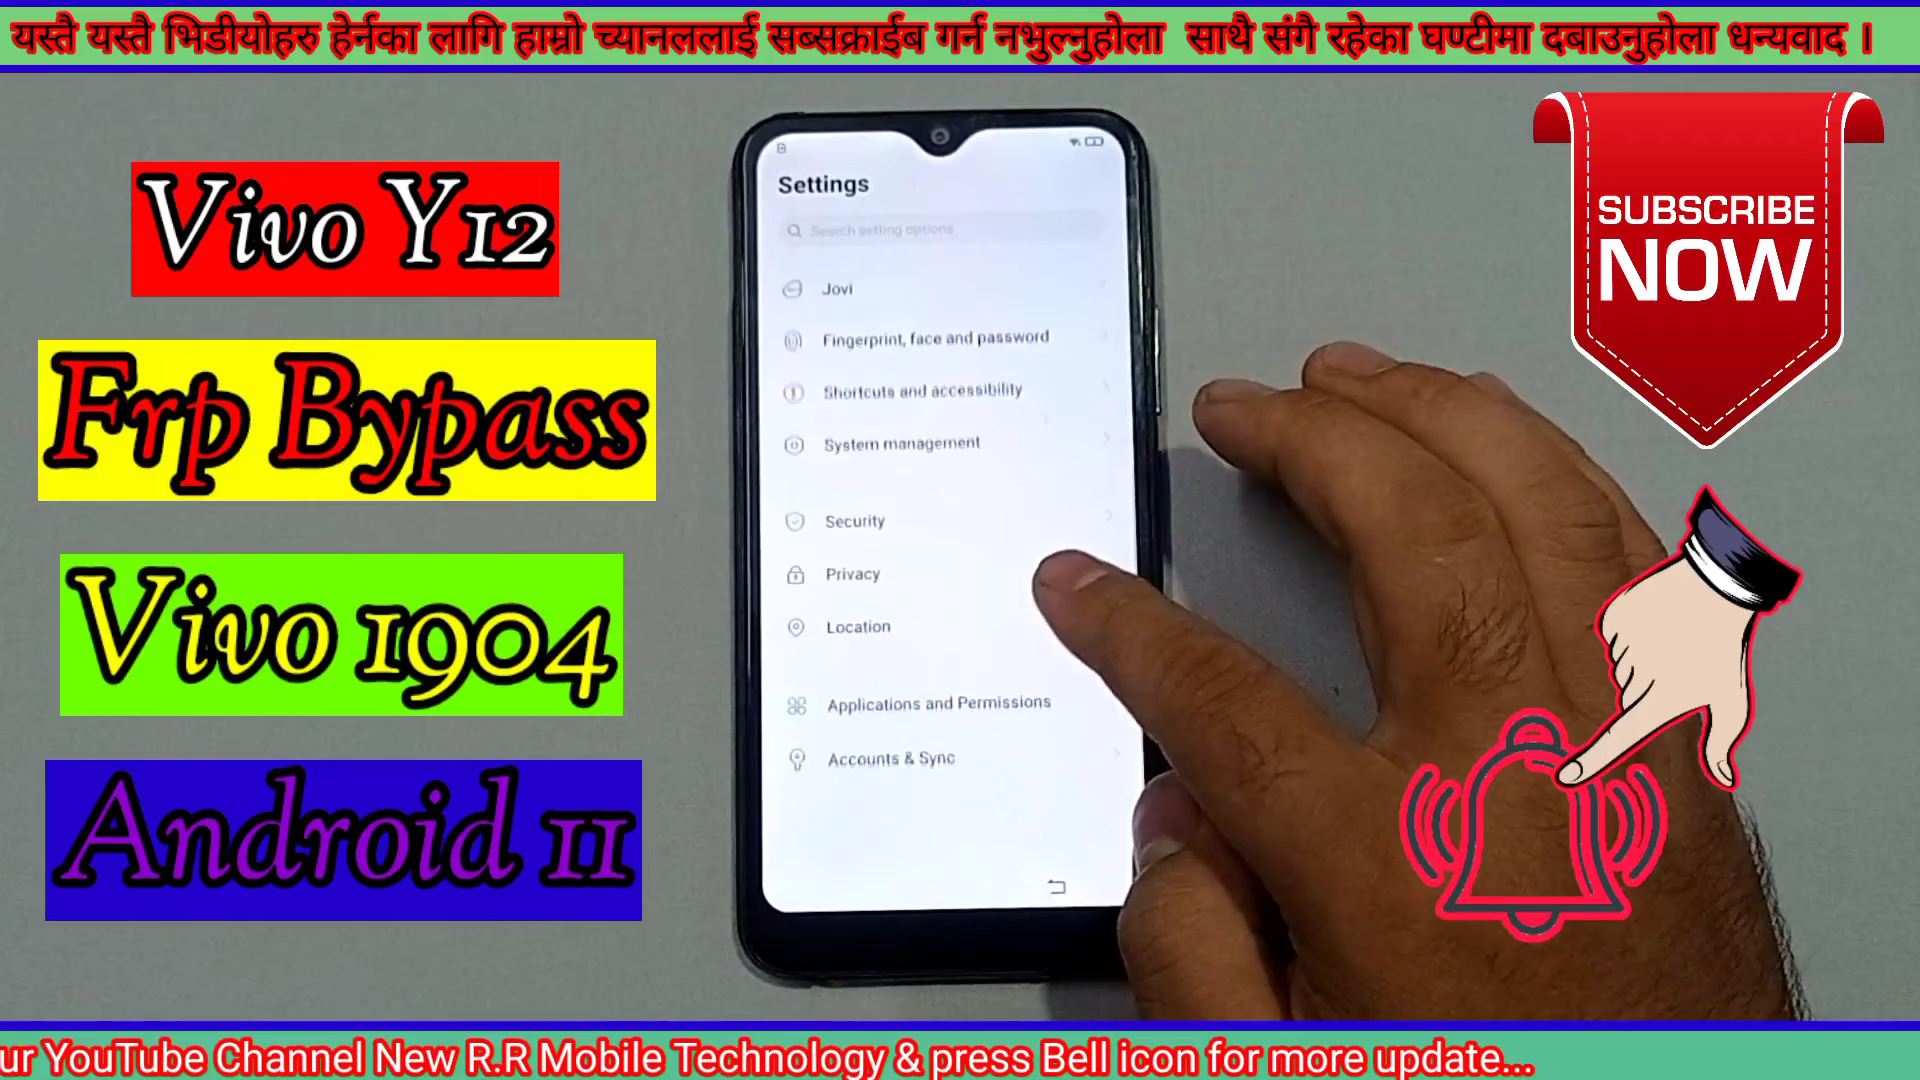 यस्तै यस्तै भिडीयोहरु हेर्नका लागि हाम्रो च्यानललाई सब्सक्राईब गर्न नभुल्नुहोला साथै संगै रहेका घण्टीमा दबाउनुहोला धन्यवाद ।
Vivo Y12
Frp Bypass
Vivo 1904
Android 11
Settings
Search setting options
Jovi
Fingerprint, face and password
Shortcuts and accessibility
System management
Security
Privacy
Location
Applications and Permissions
Accounts & Sync
SUBSCRIBE
NOW
ur YouTube Channel New R.R Mobile Technology & press Bell icon for more update...